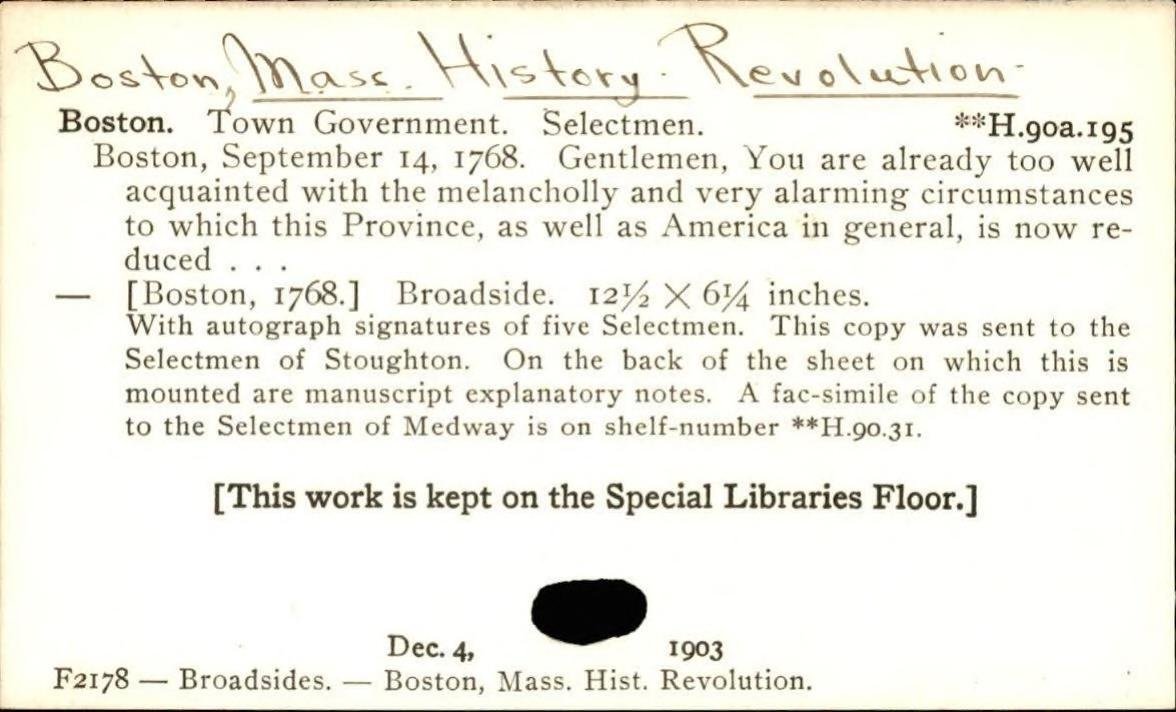 Boston, Mass. History. Revolution.
Boston. Town Government. Selectmen. **H.90a.195
Boston, September 14, 1768. Gentlemen, You are already too well
acquainted with the melancholly and very alarming circumstances
to which this Province, as well as America in general, is now re-
duced . . .
— [Boston, 1768.] Broadside. 12½ × 6¼ inches.
With autograph signatures of five Selectmen. This copy was sent to the
Selectmen of Stoughton. On the back of the sheet on which this is
mounted are manuscript explanatory notes. A fac-simile of the copy sent
to the Selectmen of Medway is on shelf-number **H.90.31.
[This work is kept on the Special Libraries Floor.]
Dec. 4, 1903
F2178 — Broadsides. — Boston, Mass. Hist. Revolution.